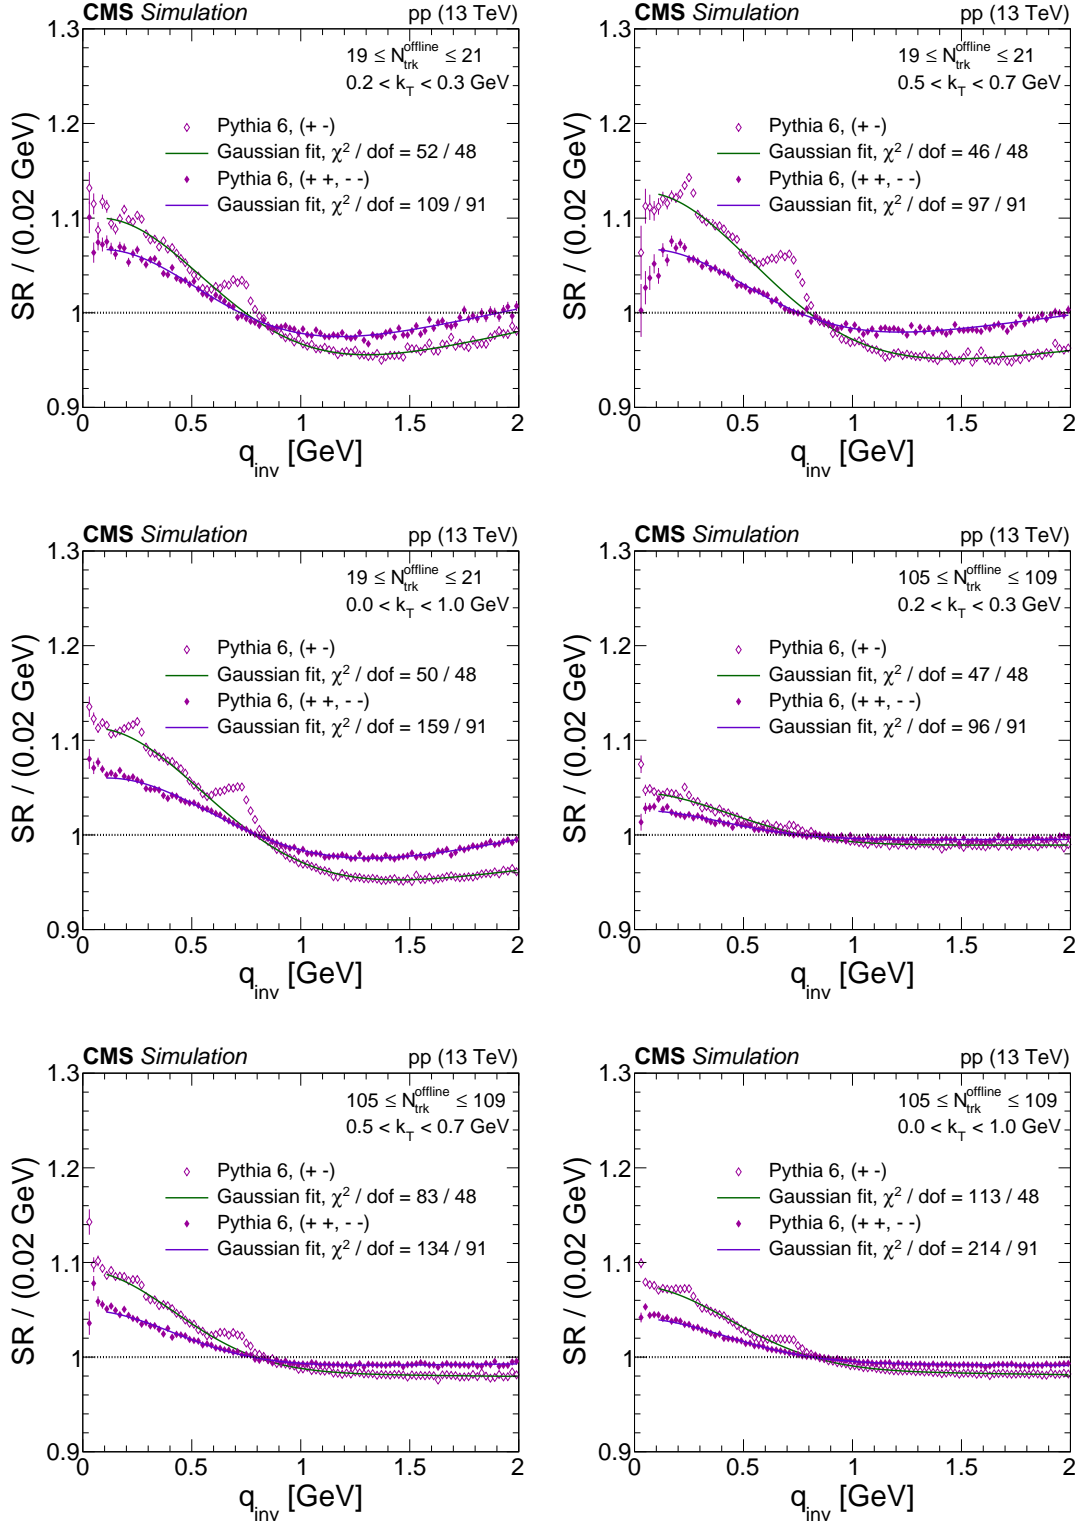 CMS Simulation pp (13 TeV)
1.3
1.2
1.1
1
0.9
SR / (0.02 GeV)
19 ≤ N_trk^offline ≤ 21
0.2 < k_T < 0.3 GeV
Pythia 6, (+ -)
Gaussian fit, χ² / dof = 52 / 48
Pythia 6, (+ +, - -)
Gaussian fit, χ² / dof = 109 / 91
0 0.5 1 1.5 2
q_inv [GeV]
CMS Simulation pp (13 TeV)
1.3
1.2
1.1
1
0.9
SR / (0.02 GeV)
19 ≤ N_trk^offline ≤ 21
0.5 < k_T < 0.7 GeV
Pythia 6, (+ -)
Gaussian fit, χ² / dof = 46 / 48
Pythia 6, (+ +, - -)
Gaussian fit, χ² / dof = 97 / 91
0 0.5 1 1.5 2
q_inv [GeV]
CMS Simulation pp (13 TeV)
1.3
1.2
1.1
1
0.9
SR / (0.02 GeV)
19 ≤ N_trk^offline ≤ 21
0.0 < k_T < 1.0 GeV
Pythia 6, (+ -)
Gaussian fit, χ² / dof = 50 / 48
Pythia 6, (+ +, - -)
Gaussian fit, χ² / dof = 159 / 91
0 0.5 1 1.5 2
q_inv [GeV]
CMS Simulation pp (13 TeV)
1.3
1.2
1.1
1
0.9
SR / (0.02 GeV)
105 ≤ N_trk^offline ≤ 109
0.2 < k_T < 0.3 GeV
Pythia 6, (+ -)
Gaussian fit, χ² / dof = 47 / 48
Pythia 6, (+ +, - -)
Gaussian fit, χ² / dof = 96 / 91
0 0.5 1 1.5 2
q_inv [GeV]
CMS Simulation pp (13 TeV)
1.3
1.2
1.1
1
0.9
SR / (0.02 GeV)
105 ≤ N_trk^offline ≤ 109
0.5 < k_T < 0.7 GeV
Pythia 6, (+ -)
Gaussian fit, χ² / dof = 83 / 48
Pythia 6, (+ +, - -)
Gaussian fit, χ² / dof = 134 / 91
0 0.5 1 1.5 2
q_inv [GeV]
CMS Simulation pp (13 TeV)
1.3
1.2
1.1
1
0.9
SR / (0.02 GeV)
105 ≤ N_trk^offline ≤ 109
0.0 < k_T < 1.0 GeV
Pythia 6, (+ -)
Gaussian fit, χ² / dof = 113 / 48
Pythia 6, (+ +, - -)
Gaussian fit, χ² / dof = 214 / 91
0 0.5 1 1.5 2
q_inv [GeV]